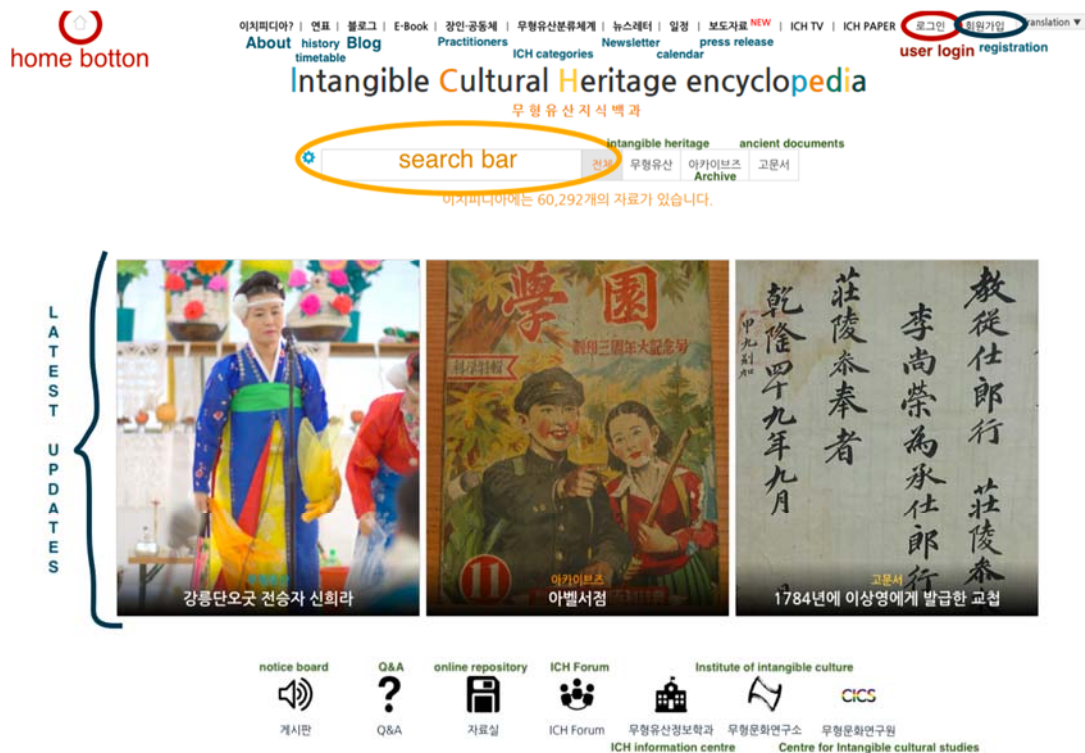 이치피디아? | 연표 | 블로그 | E-Book | 장인·공동체 | 무형유산분류체계 | 뉴스레터 | 일정 | 보도자료 NEW | ICH TV | ICH PAPER 로그인 회원가입 ranslation ▼
About history timetable Blog Practitioners ICH categories Newsletter calendar press release user login registration
home botton
Intangible Cultural Heritage encyclopedia
무형유산지식백과
intangible heritage ancient documents
search bar 전체 무형유산 아카이브즈 고문서
Archive
이치피디아에는 60,292개의 자료가 있습니다.
LATEST UPDATES
강릉단오굿 전승자 신희라
學園
創刊三周年大記念号
11
아카이브즈
아벨서점
教從仕郎行 莊陵叅
李尚榮為承仕郎行
莊陵叅奉者
乾隆四十九年九月
고문서
1784년에 이상영에게 발급한 교첩
notice board Q&A online repository ICH Forum Institute of intangible culture
CICS
게시판 Q&A 자료실 ICH Forum 무형유산정보학과 무형문화연구소 무형문화연구원
ICH information centre Centre for Intangible cultural studies